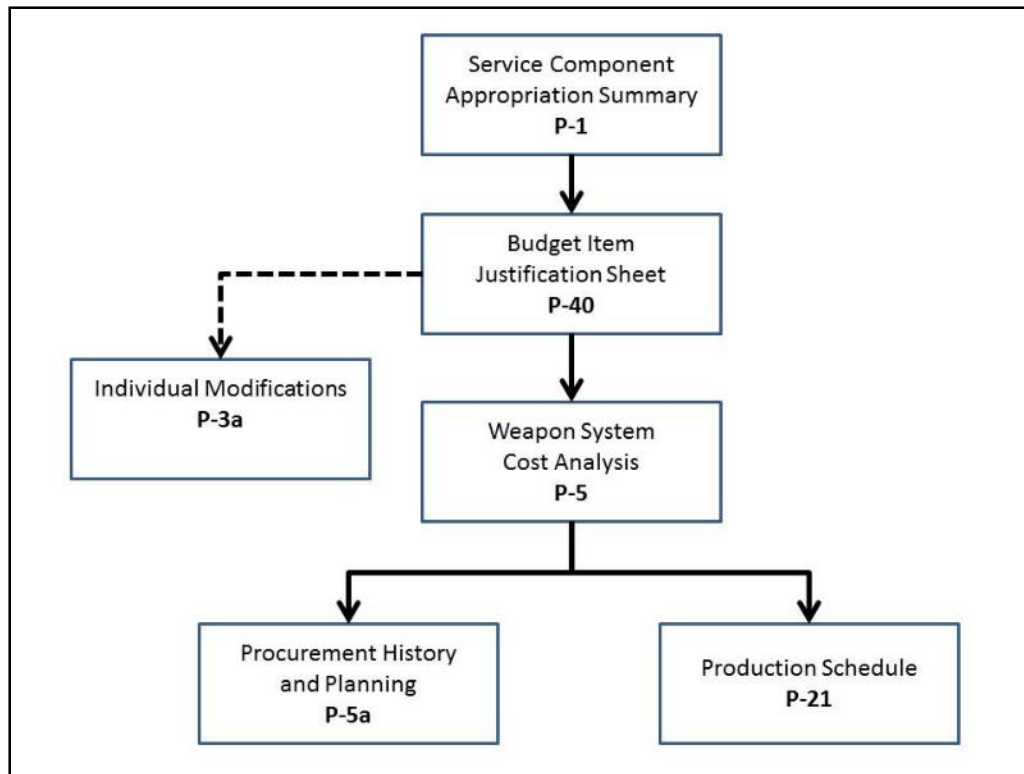 Service Component
Appropriation Summary
P-1
Budget Item
Justification Sheet
P-40
Individual Modifications
P-3a
Weapon System
Cost Analysis
P-5
Procurement History
and Planning
P-5a
Production Schedule
P-21